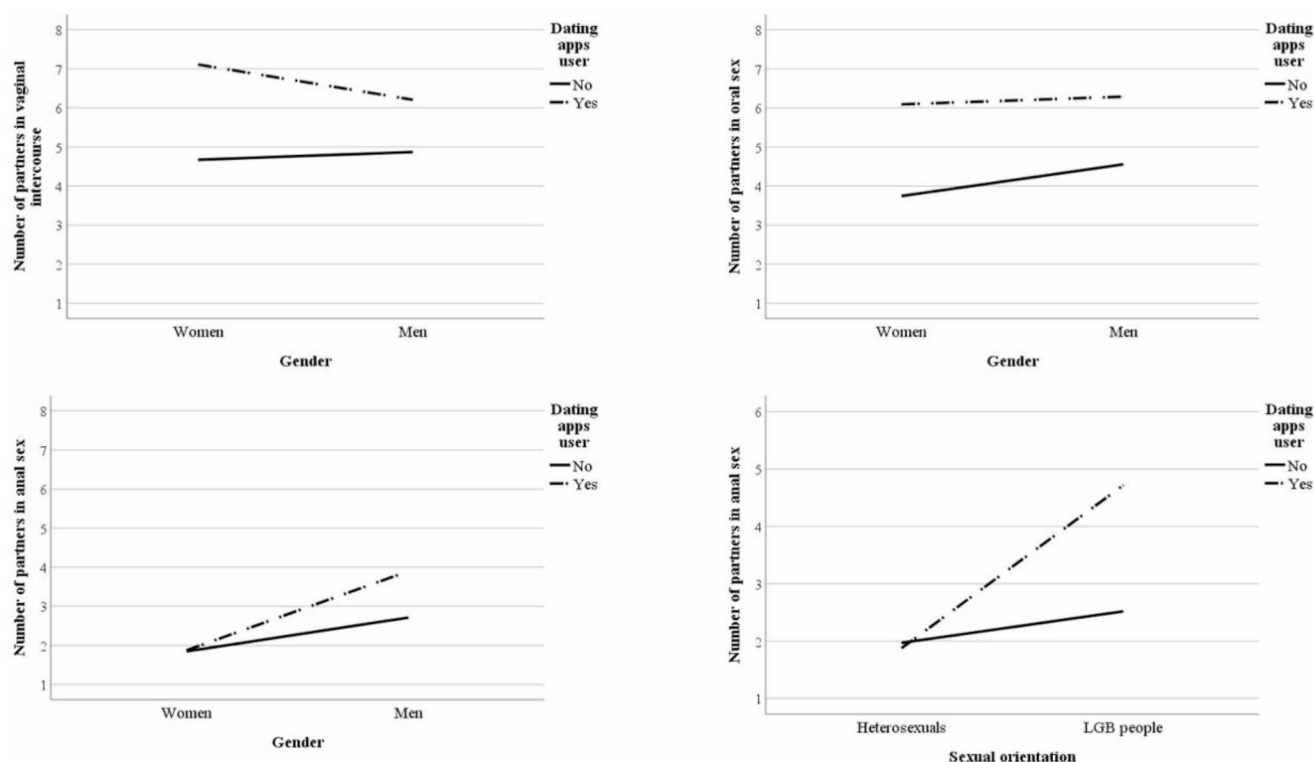 Number of partners in vaginal
intercourse
8
7
6
5
4
3
2
1
Women
Men
Gender
Dating
apps
user
No
Yes
Number of partners in oral sex
8
7
6
5
4
3
2
1
Women
Men
Gender
Dating
apps
user
No
Yes
Number of partners in anal sex
8
7
6
5
4
3
2
1
Women
Men
Gender
Dating
apps
user
No
Yes
Number of partners in anal sex
6
5
4
3
2
1
Heterosexuals
LGB people
Sexual orientation
Dating
apps
user
No
Yes